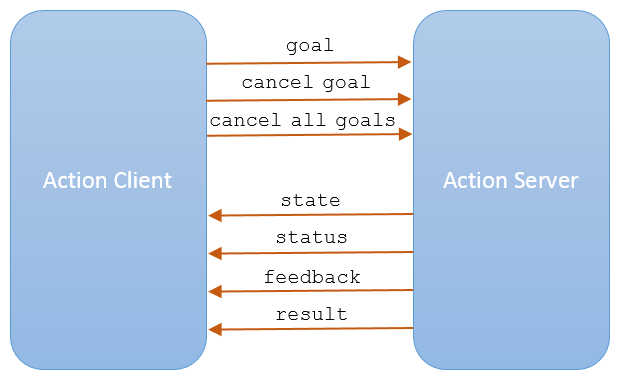 goal
cancel goal
cancel all goals
Action Client
Action Server
state
status
feedback
result